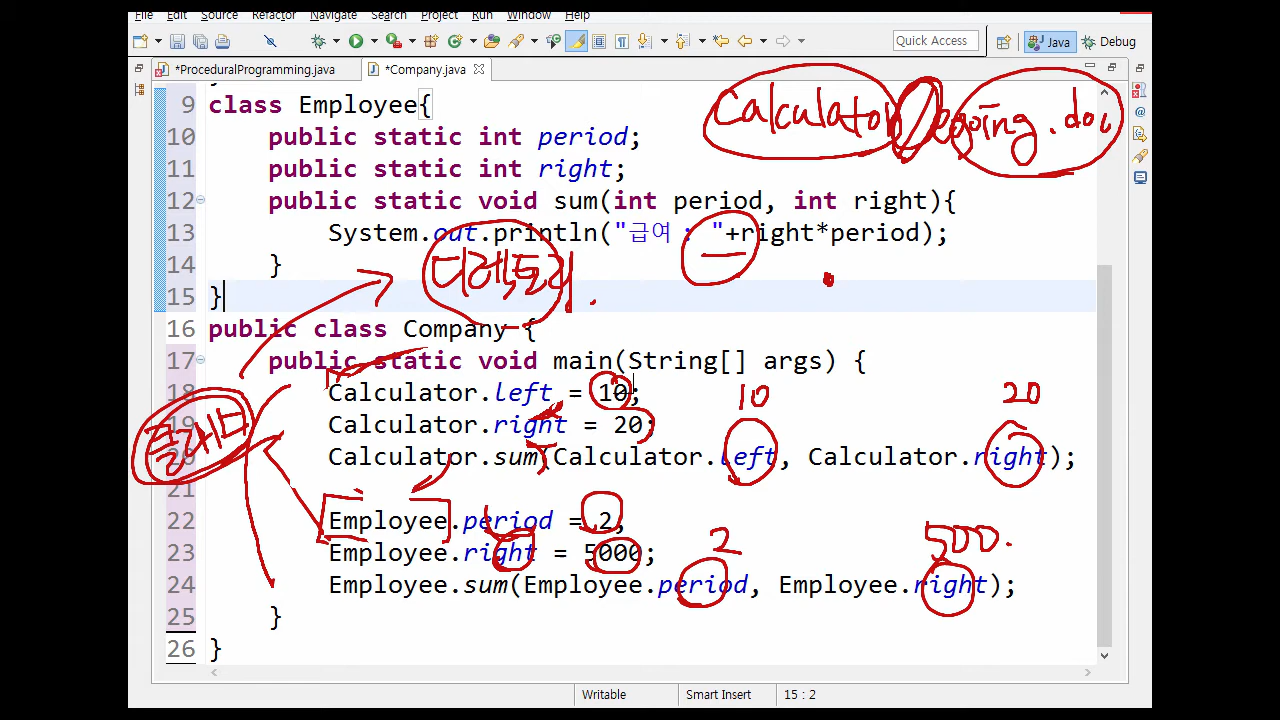 File Edit Source Refactor Navigate Search Project Run Window Help
Quick Access
Java
Debug
*ProceduralProgramming.java
*Company.java
9 class Employee{
Calculator / egoing.doc
10 public static int period;
11 public static int right;
12 public static void sum(int period, int right){
13 System.out.println("급여 : "+right*period);
14 }
디렉토리
15 }
16 public class Company {
17 public static void main(String[] args) {
18 Calculator.left = 10;
10
20
19 Calculator.right = 20;
클래스
20 Calculator.sum(Calculator.left, Calculator.right);
21
22 Employee.period = 2;
23 Employee.right = 5000;
2
500
24 Employee.sum(Employee.period, Employee.right);
25 }
26 }
Writable
Smart Insert
15 : 2